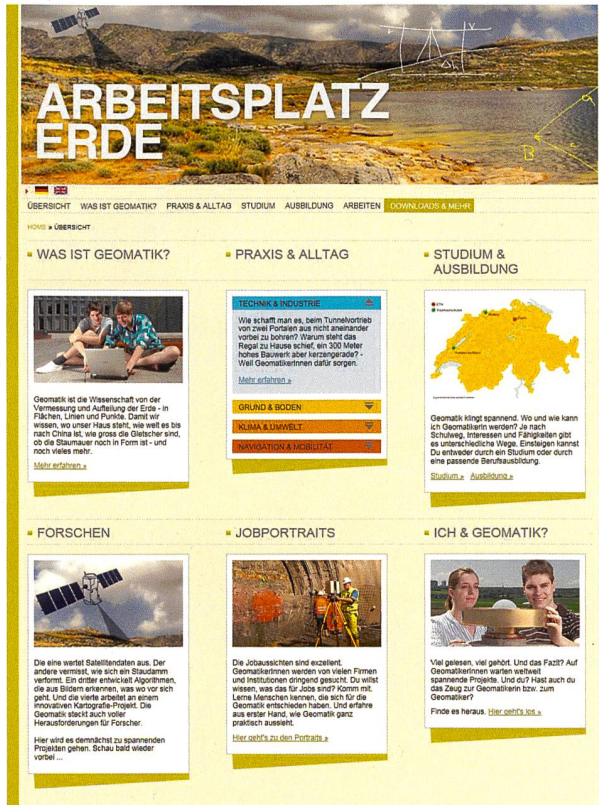 ARBEITSPLATZ
ERDE
ÜBERSICHT WAS IST GEOMATIK? PRAXIS & ALLTAG STUDIUM AUSBILDUNG ARBEITEN DOWNLOADS & MEHR
HOME » ÜBERSICHT
WAS IST GEOMATIK?
Geomatik ist die Wissenschaft von der
Vermessung und Aufteilung der Erde - in
Flächen, Linien und Punkte. Damit wir
wissen, wo unser Haus steht, wie weit es bis
nach China ist, wie gross die Gletscher sind,
ob die Staumauer noch in Form ist - und
noch vieles mehr.
Mehr erfahren »
PRAXIS & ALLTAG
TECHNIK & INDUSTRIE
Wie schafft man es, beim Tunnelvortrieb
von zwei Portalen aus nicht aneinander
vorbei zu bohren? Warum steht das
Regal zu Hause schief, ein 300 Meter
hohes Bauwerk aber kerzengerade? -
Weil GeomatikerInnen dafür sorgen.
Mehr erfahren »
GRUND & BODEN
KLIMA & UMWELT
NAVIGATION & MOBILITÄT
STUDIUM &
AUSBILDUNG
Geomatik klingt spannend. Wo und wie kann
ich GeomatikerIn werden? Je nach
Schulweg, Interessen und Fähigkeiten gibt
es unterschiedliche Wege. Einsteigen kannst
Du entweder durch ein Studium oder durch
eine passende Berufsausbildung.
Studium » Ausbildung »
FORSCHEN
Die eine wertet Satellitendaten aus. Der
andere vermisst, wie sich ein Staudamm
verformt. Ein dritter entwickelt Algorithmen,
die aus Bildern erkennen, was wo vor sich
geht. Und die vierte arbeitet an einem
innovativen Kartografie-Projekt. Die
Geomatik steckt auch voller
Herausforderungen für Forscher.
Hier wird es demnächst zu spannenden
Projekten gehen. Schau bald wieder
vorbei ...
JOBPORTRAITS
Die Jobaussichten sind exzellent.
GeomatikerInnen werden von vielen Firmen
und Institutionen dringend gesucht. Du willst
wissen, was das für Jobs sind? Komm mit.
Lerne Menschen kennen, die sich für die
Geomatik entschieden haben. Und erfahre
aus erster Hand, wie Geomatik ganz
praktisch aussieht.
Hier geht's zu den Portraits »
ICH & GEOMATIK?
Viel gelesen, viel gehört. Und das Fazit? Auf
GeomatikerInnen warten weltweit
spannende Projekte. Und du? Hast auch du
das Zeug zur Geomatikerin bzw. zum
Geomatiker?
Finde es heraus. Hier geht's los »